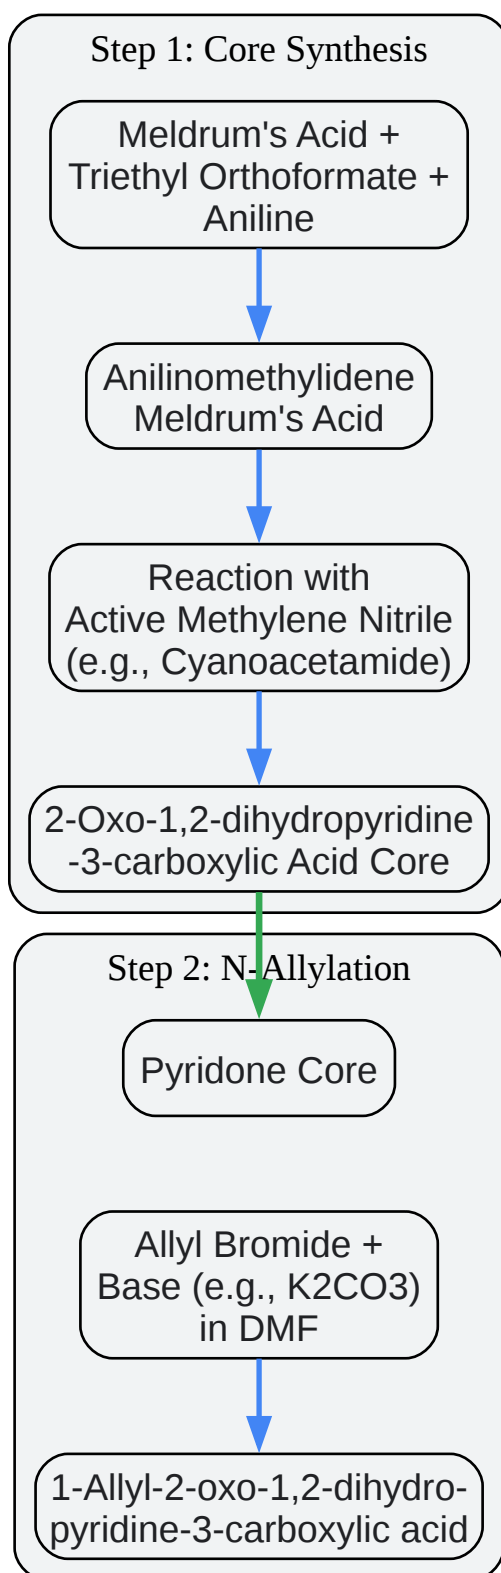 Step 1: Core Synthesis
Meldrum's Acid +
Triethyl Orthoformate +
Aniline
Anilinomethylidene
Meldrum's Acid
Reaction with
Active Methylene Nitrile
(e.g., Cyanoacetamide)
2-Oxo-1,2-dihydropyridine
-3-carboxylic Acid Core
Step 2: N-Allylation
Pyridone Core
Allyl Bromide +
Base (e.g., K2CO3)
in DMF
1-Allyl-2-oxo-1,2-dihydro-
pyridine-3-carboxylic acid